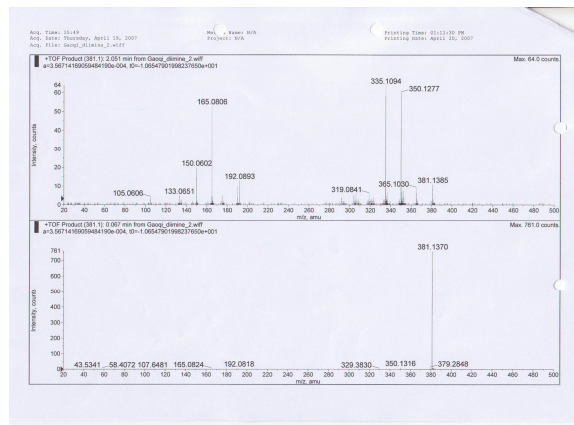 Acq. Time: 15:49
Name: N/A
Printing Time: 01:13:30 PM
Acq. Date: Thursday, April 19, 2007
Project: N/A
Printing Date: April 20, 2007
Acq. File: Gaoqi_diimine_2.wiff
+TOF Product (381.1): 2.051 min from Gaoqi_diimine_2.wiff
Max. 64.0 counts.
a=3.56714169059484190e-004, t0=-1.06547901998237650e+001
64
60
50
40
30
20
10
0
Intensity, counts
335.1094
350.1277
165.0806
150.0602
192.0893
133.0651
105.0606
319.0841
365.1030
381.1385
20 40 60 80 100 120 140 160 180 200 220 240 260 280 300 320 340 360 380 400 420 440 460 480 500
m/z, amu
+TOF Product (381.1): 0.067 min from Gaoqi_diimine_2.wiff
Max. 761.0 counts.
a=3.56714169059484190e-004, t0=-1.06547901998237650e+001
761
700
600
500
400
300
200
100
0
Intensity, counts
381.1370
43.5341
58.4072
107.6481
165.0824
192.0818
329.3830
350.1316
379.2848
20 40 60 80 100 120 140 160 180 200 220 240 260 280 300 320 340 360 380 400 420 440 460 480 500
m/z, amu